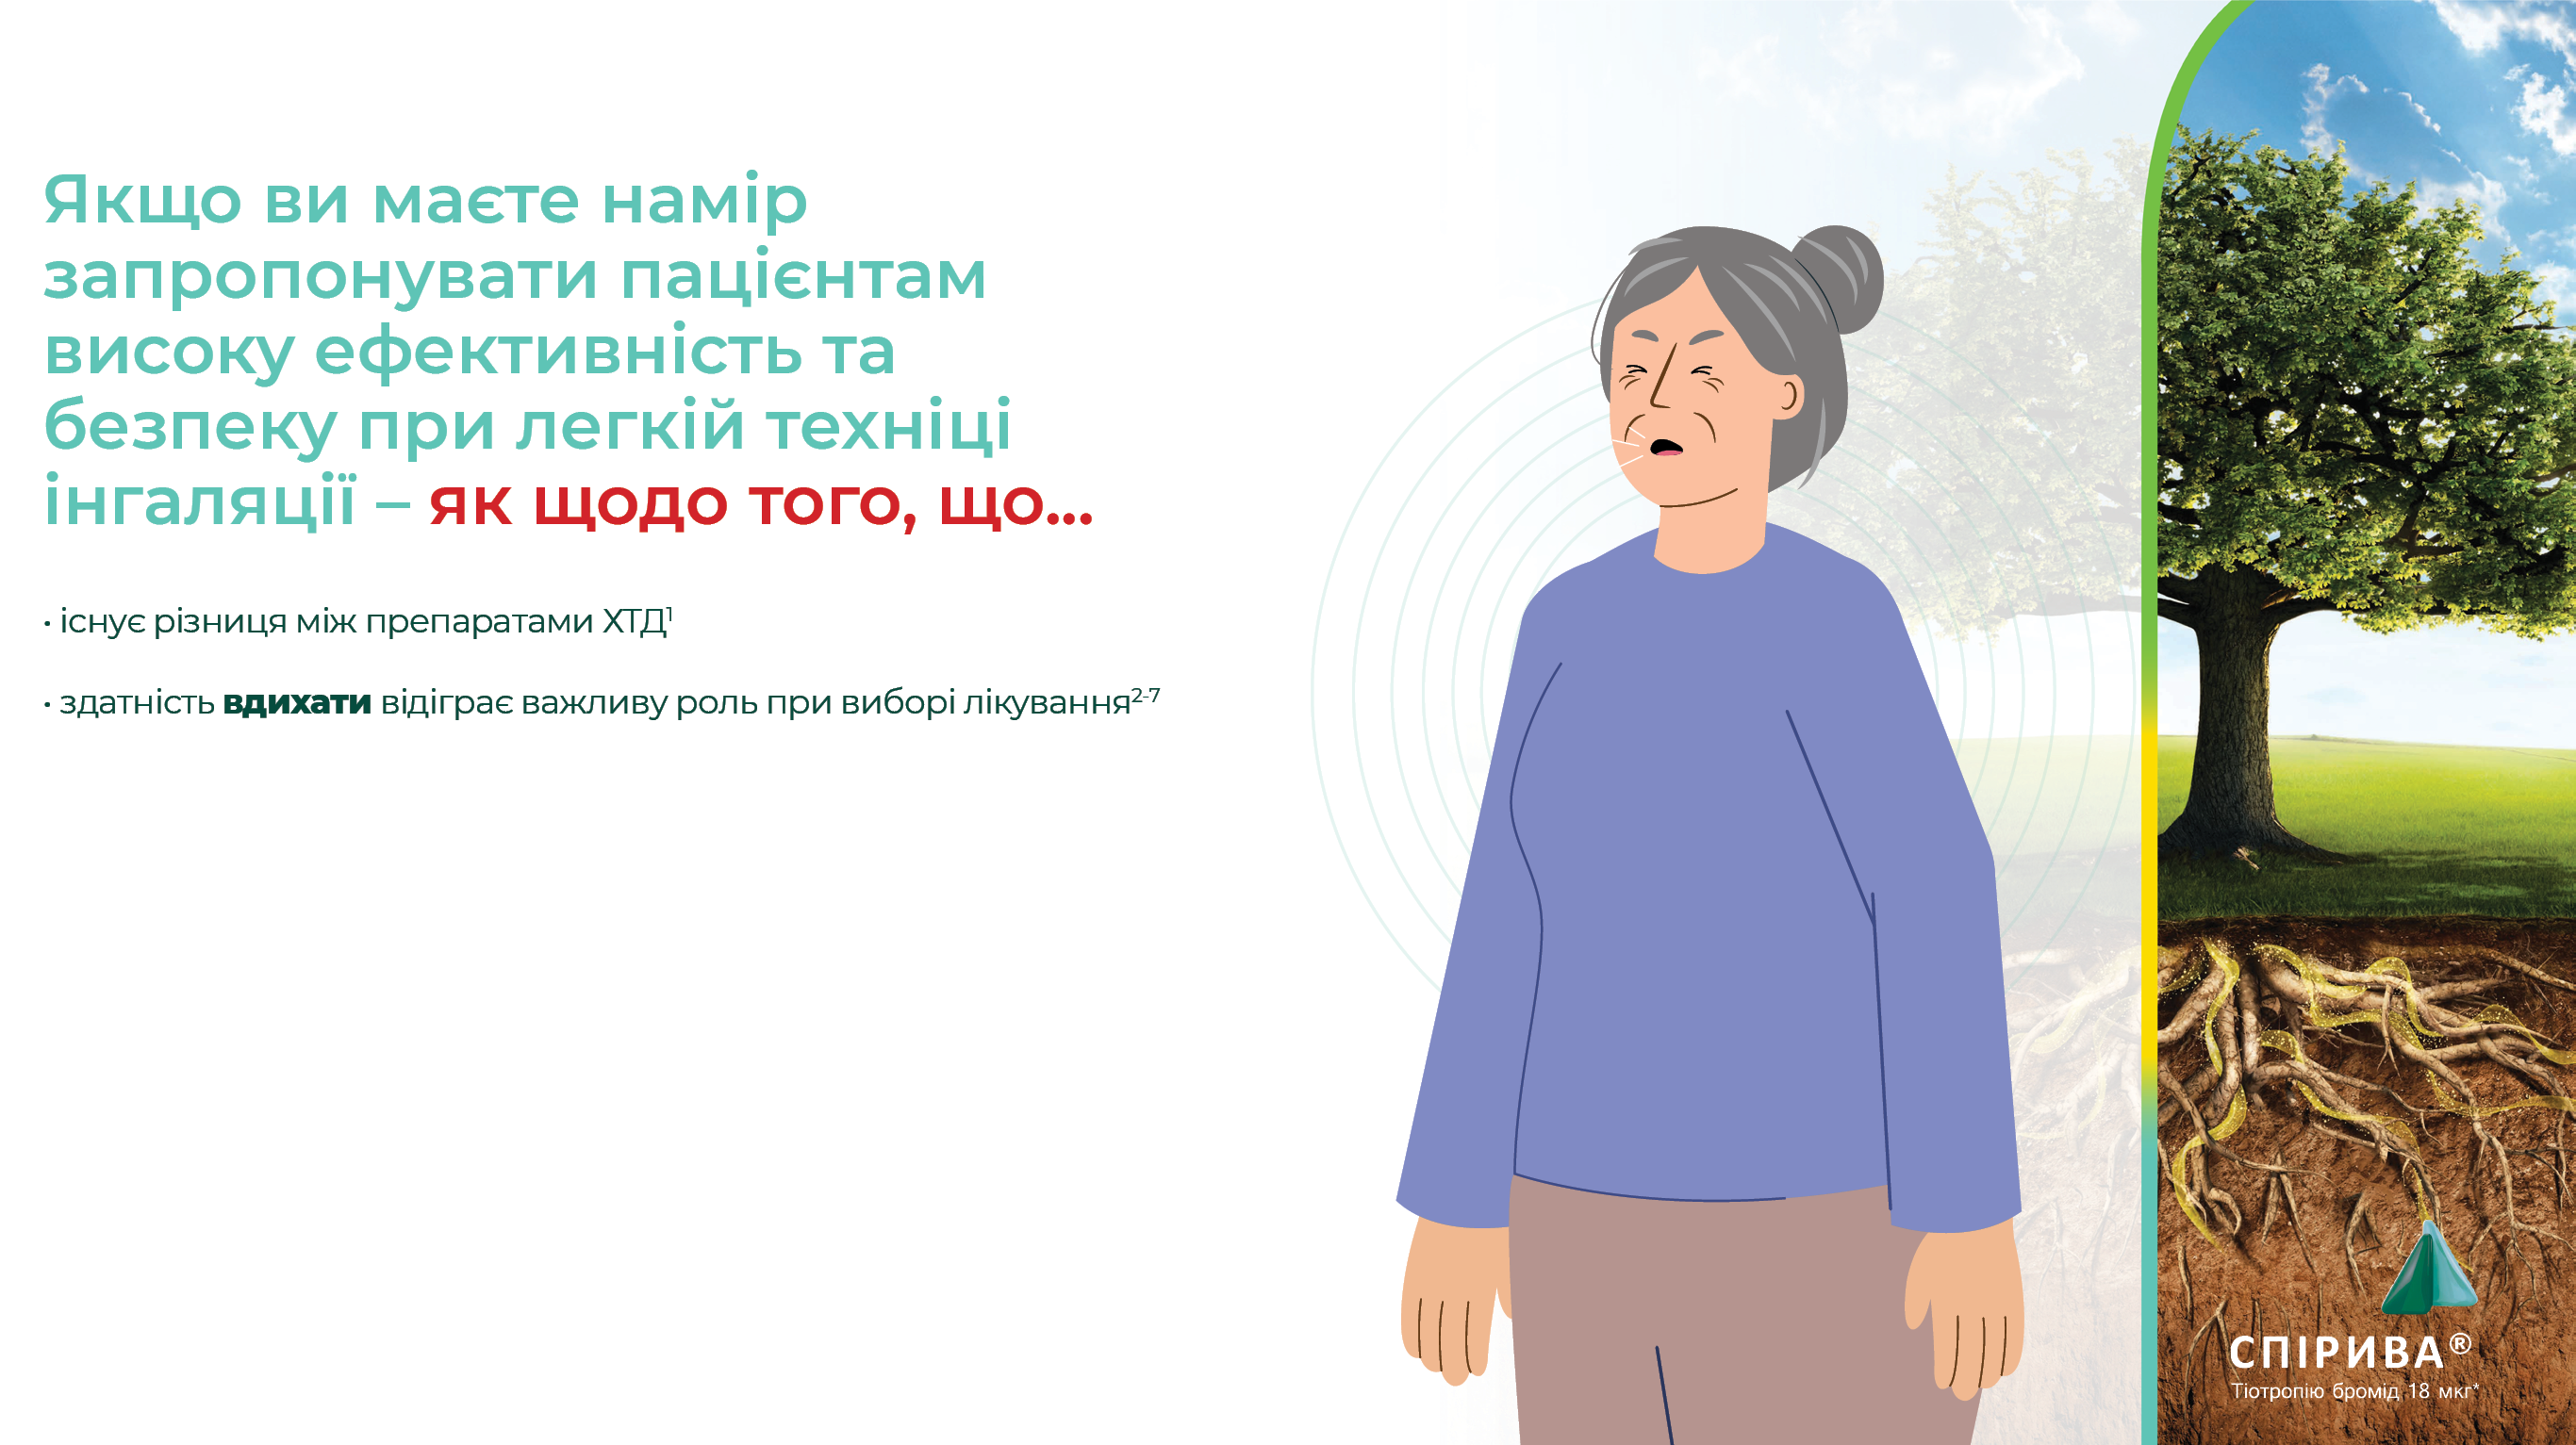 Якщо ви маєте намір
запропонувати пацієнтам
високу ефективність та
безпеку при легкій техніці
інгаляції – як щодо того, що...
· існує різниця між препаратами ХТД¹
· здатність вдихати відіграє важливу роль при виборі лікування²⁻⁷
СПІРИВА®
Тіотропію бромід 18 мкг*